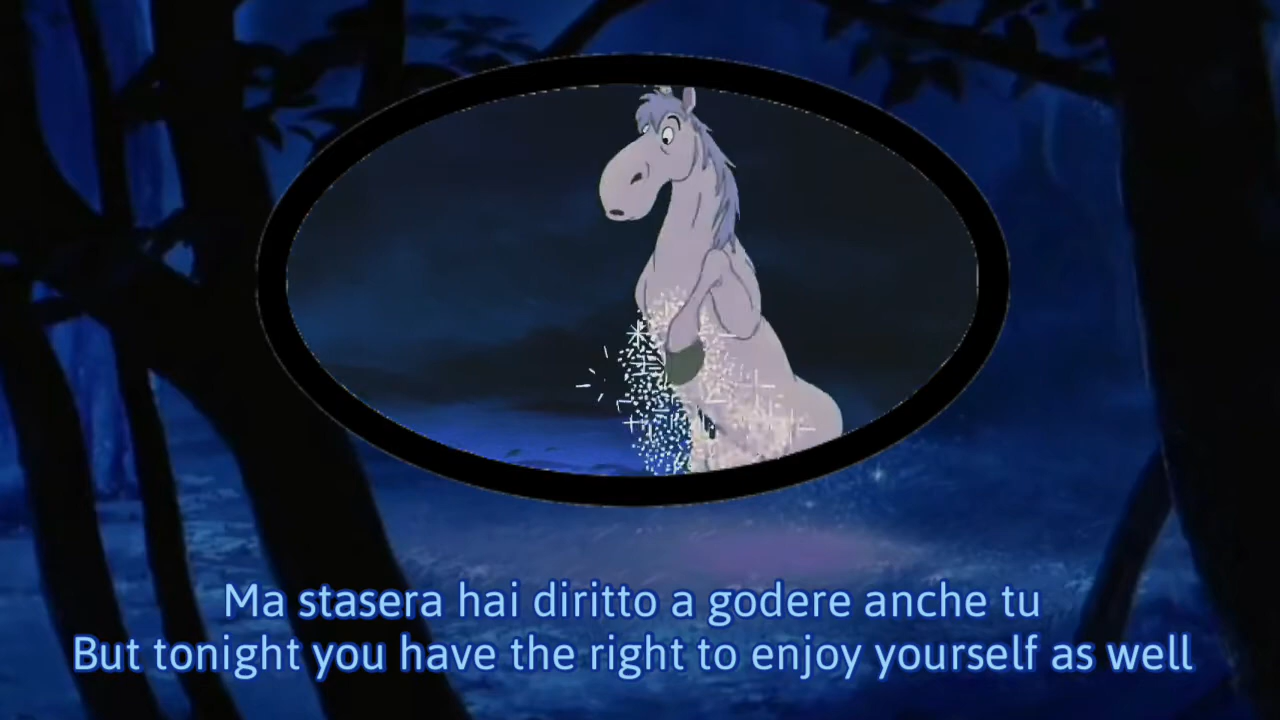 Ma stasera hai diritto a godere anche tu
But tonight you have the right to enjoy yourself as well